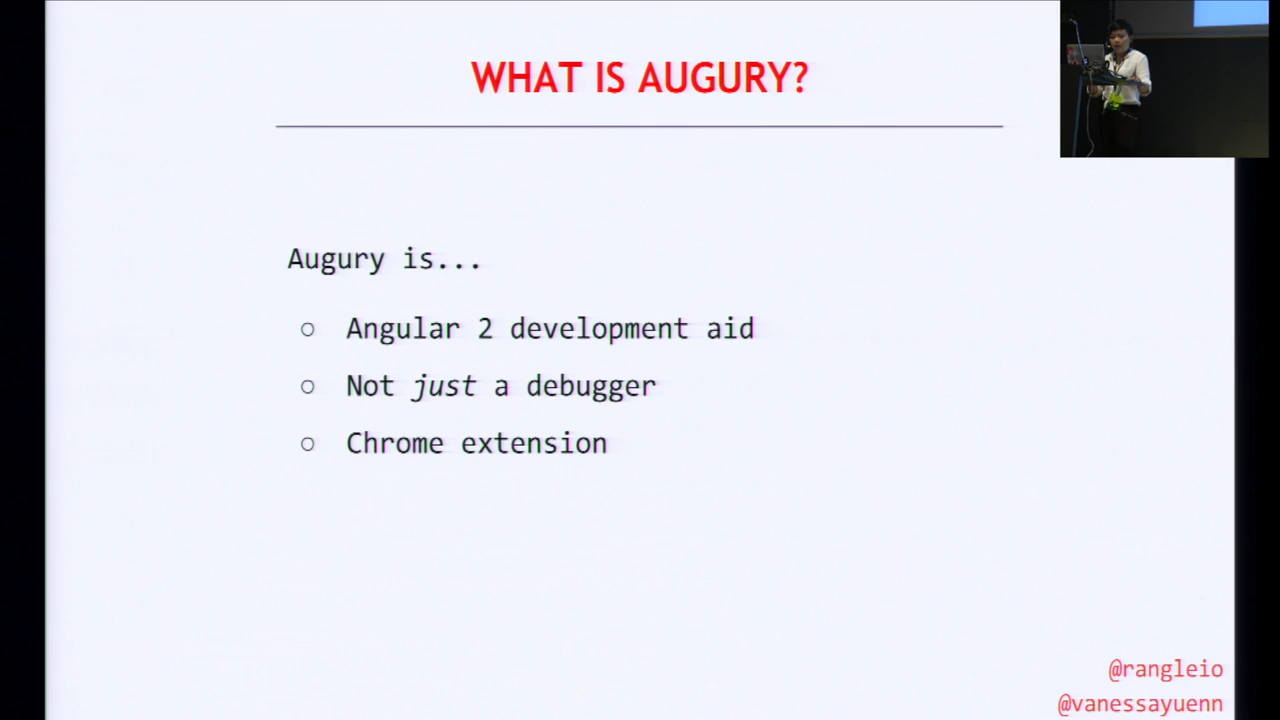 WHAT IS AUGURY?
Augury is...
○ Angular 2 development aid
○ Not just a debugger
○ Chrome extension
@rangleio
@vanessayuenn